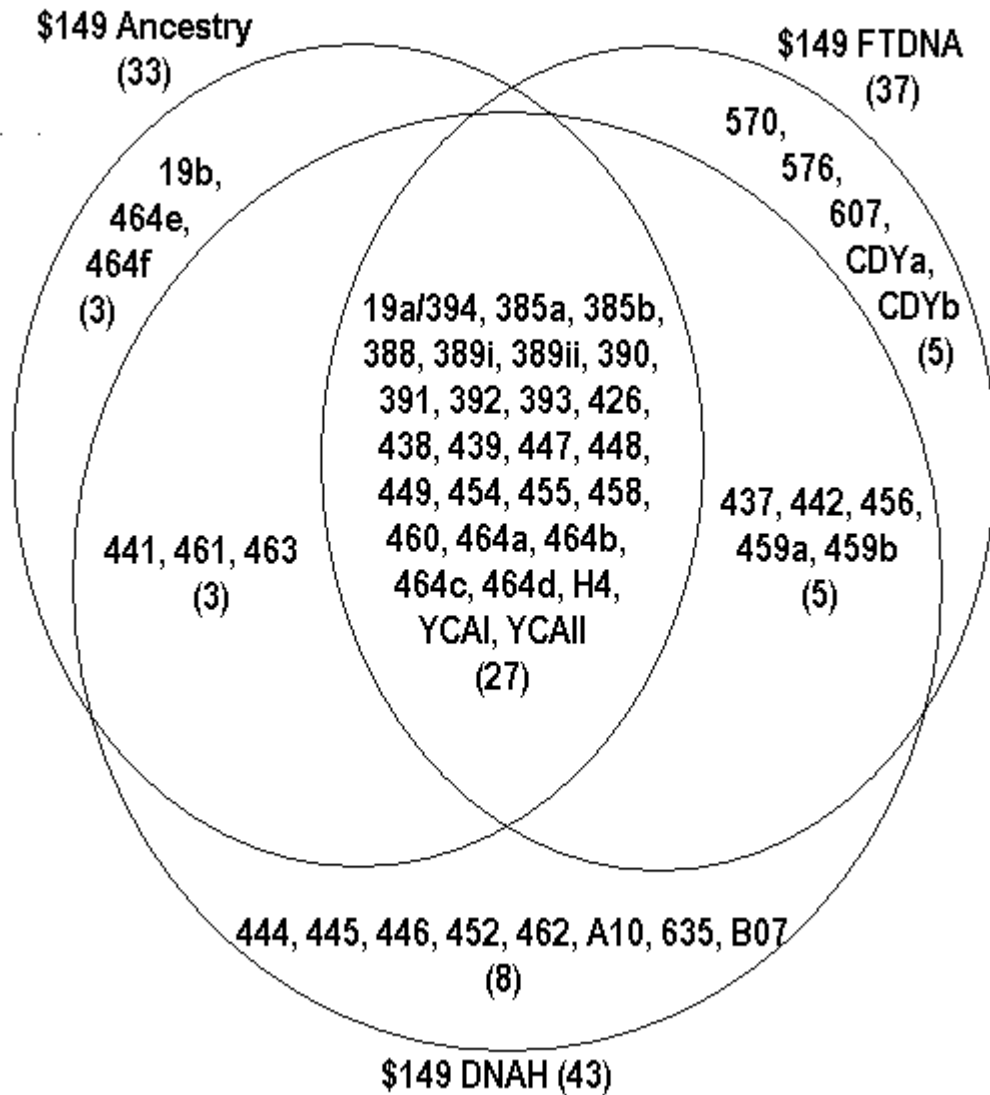 $149 Ancestry
(33)
$149 FTDNA
(37)
19b,
464e,
464f
(3)
570,
576,
607,
CDYa,
CDYb
(5)
19a/394, 385a, 385b,
388, 389i, 389ii, 390,
391, 392, 393, 426,
438, 439, 447, 448,
449, 454, 455, 458,
460, 464a, 464b,
464c, 464d, H4,
YCAI, YCAII
(27)
441, 461, 463
(3)
437, 442, 456,
459a, 459b
(5)
444, 445, 446, 452, 462, A10, 635, B07
(8)
$149 DNAH (43)